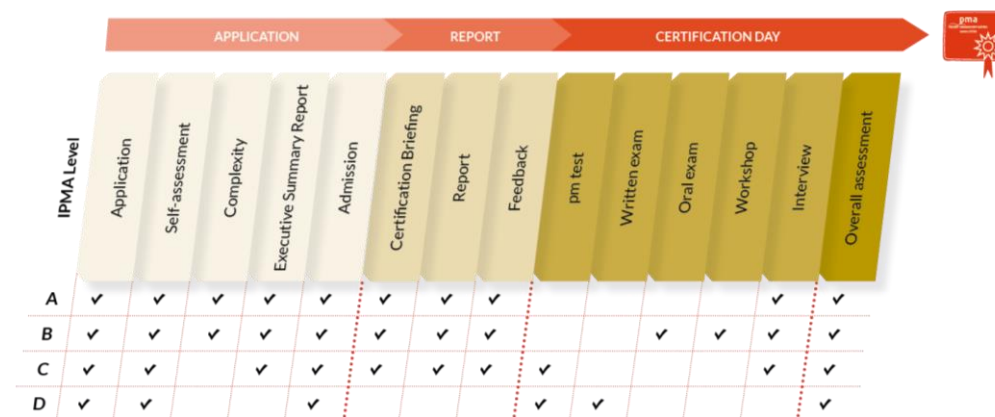 APPLICATION REPORT CERTIFICATION DAY
pma
IPMA Level
Application
Self-assessment
Complexity
Executive Summary Report
Admission
Certification Briefing
Report
Feedback
pm test
Written exam
Oral exam
Workshop
Interview
Overall assessment
A ✔ ✔ ✔ ✔ ✔ ✔ ✔ ✔ ✔ ✔
B ✔ ✔ ✔ ✔ ✔ ✔ ✔ ✔ ✔ ✔ ✔ ✔
C ✔ ✔ ✔ ✔ ✔ ✔ ✔ ✔ ✔ ✔
D ✔ ✔ ✔ ✔ ✔ ✔